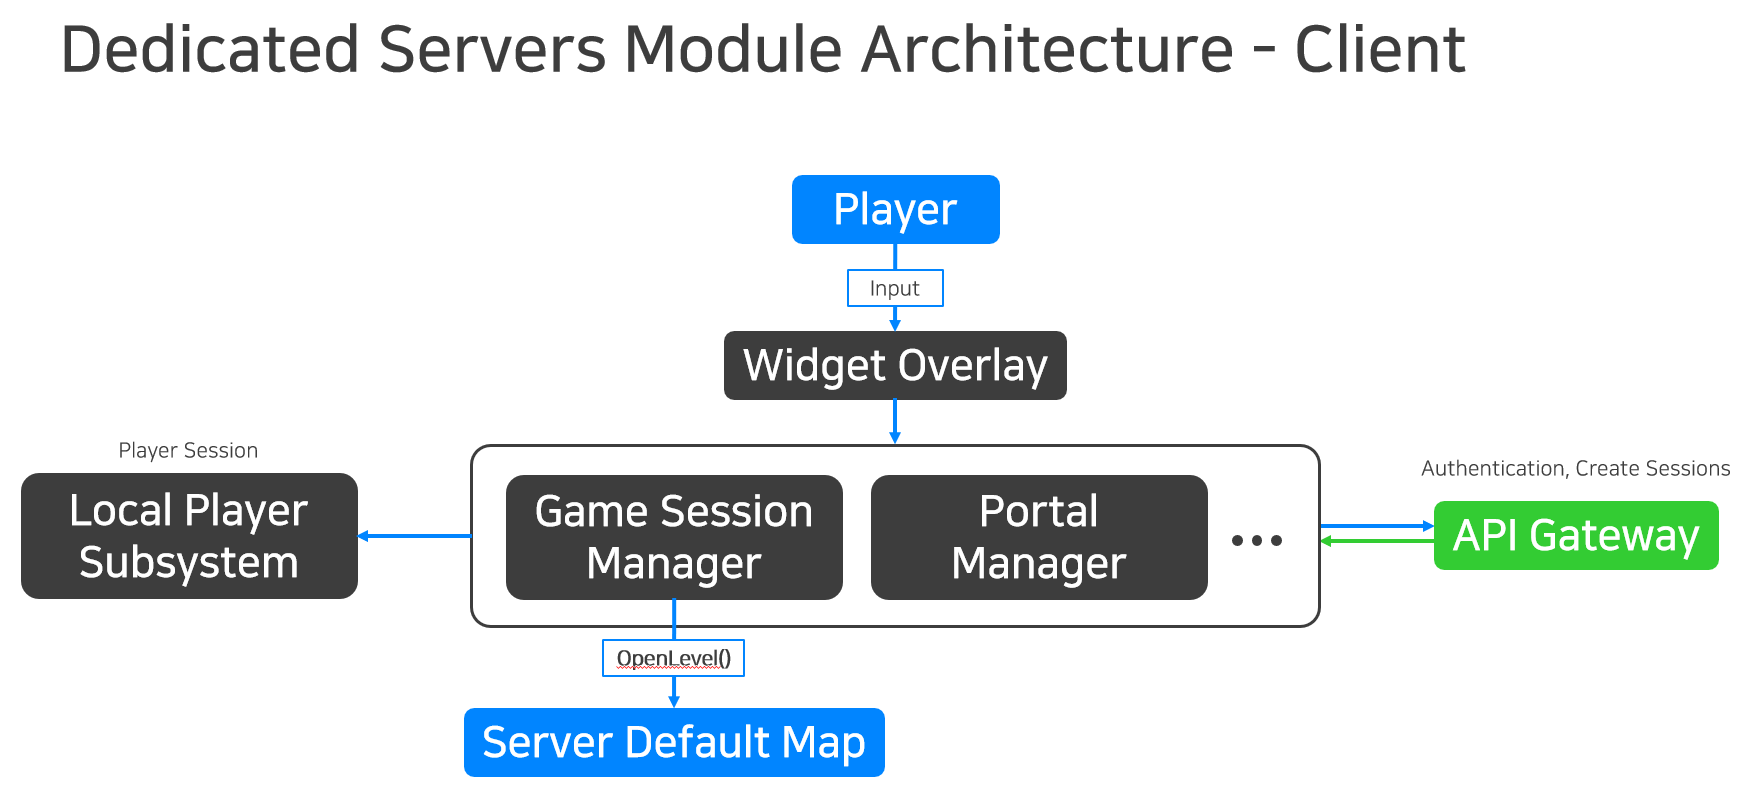 Dedicated Servers Module Architecture - Client
Player
Input
Widget Overlay
Player Session
Local Player
Subsystem
Game Session
Manager
Portal
Manager
Authentication, Create Sessions
API Gateway
OpenLevel()
Server Default Map